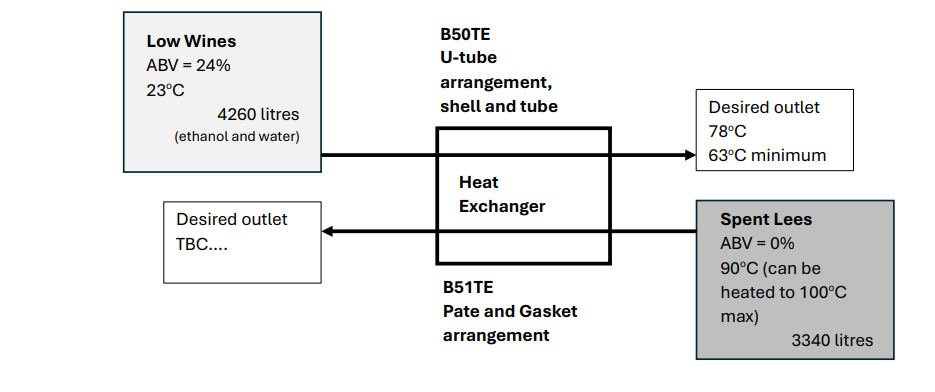 Low Wines
ABV = 24%
23°C
4260 litres
(ethanol and water)
B50TE
U-tube
arrangement,
shell and tube
Desired outlet
78°C
63°C minimum
Heat
Exchanger
Desired outlet
TBC....
Spent Lees
ABV = 0%
90°C (can be
heated to 100°C
max)
3340 litres
B51TE
Pate and Gasket
arrangement